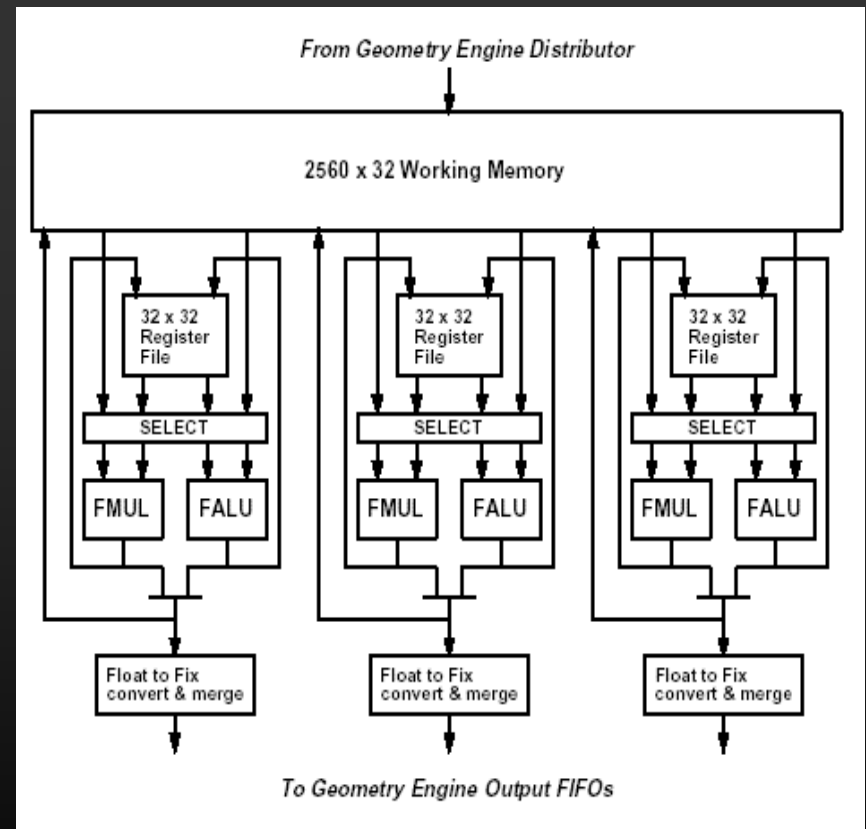 From Geometry Engine Distributor
2560 x 32 Working Memory
32 x 32
Register
File
32 x 32
Register
File
32 x 32
Register
File
SELECT
SELECT
SELECT
FMUL
FALU
FMUL
FALU
FMUL
FALU
Float to Fix
convert & merge
Float to Fix
convert & merge
Float to Fix
convert & merge
To Geometry Engine Output FIFOs